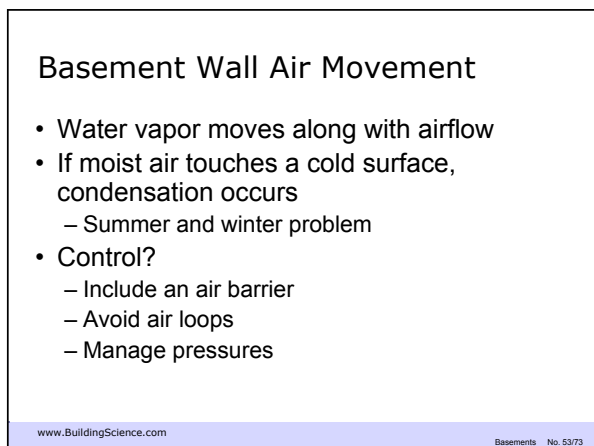 Basement Wall Air Movement
• Water vapor moves along with airflow
• If moist air touches a cold surface,
condensation occurs
– Summer and winter problem
• Control?
– Include an air barrier
– Avoid air loops
– Manage pressures
www.BuildingScience.com
Basements No. 53/73